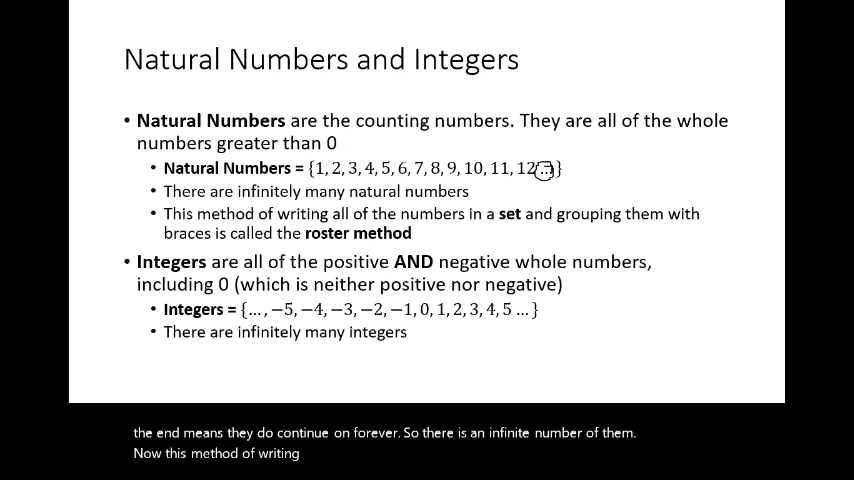 Natural Numbers and Integers
• Natural Numbers are the counting numbers. They are all of the whole
numbers greater than 0
• Natural Numbers = {1, 2, 3, 4, 5, 6, 7, 8, 9, 10, 11, 12 ...}
• There are infinitely many natural numbers
• This method of writing all of the numbers in a set and grouping them with
braces is called the roster method
• Integers are all of the positive AND negative whole numbers,
including 0 (which is neither positive nor negative)
• Integers = {... , −5, −4, −3, −2, −1, 0, 1, 2, 3, 4, 5 ... }
• There are infinitely many integers
the end means they do continue on forever. So there is an infinite number of them.
Now this method of writing